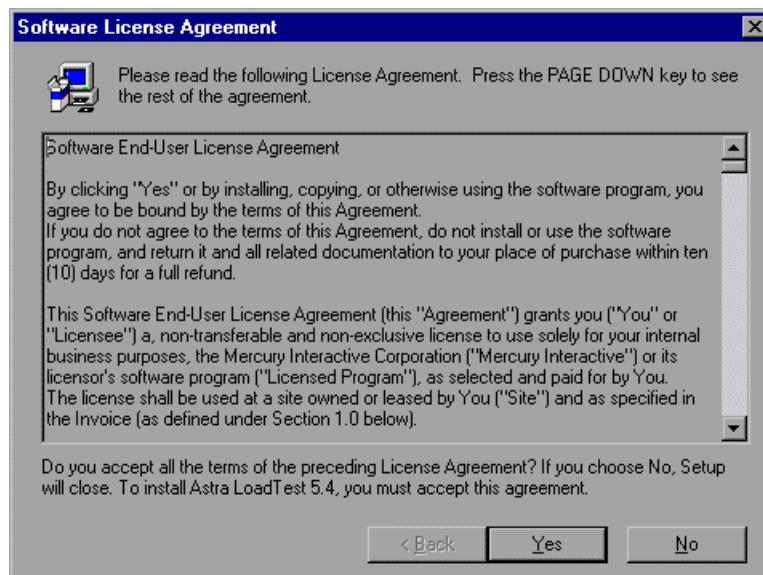 Software License Agreement
Please read the following License Agreement. Press the PAGE DOWN key to see
the rest of the agreement.
Software End-User License Agreement
By clicking "Yes" or by installing, copying, or otherwise using the software program, you
agree to be bound by the terms of this Agreement.
If you do not agree to the terms of this Agreement, do not install or use the software
program, and return it and all related documentation to your place of purchase within ten
(10) days for a full refund.
This Software End-User License Agreement (this "Agreement") grants you ("You" or
"Licensee") a, non-transferable and non-exclusive license to use solely for your internal
business purposes, the Mercury Interactive Corporation ("Mercury Interactive") or its
licensor's software program ("Licensed Program"), as selected and paid for by You.
The license shall be used at a site owned or leased by You ("Site") and as specified in
the Invoice (as defined under Section 1.0 below).
Do you accept all the terms of the preceding License Agreement? If you choose No, Setup
will close. To install Astra LoadTest 5.4, you must accept this agreement.
< Back Yes No